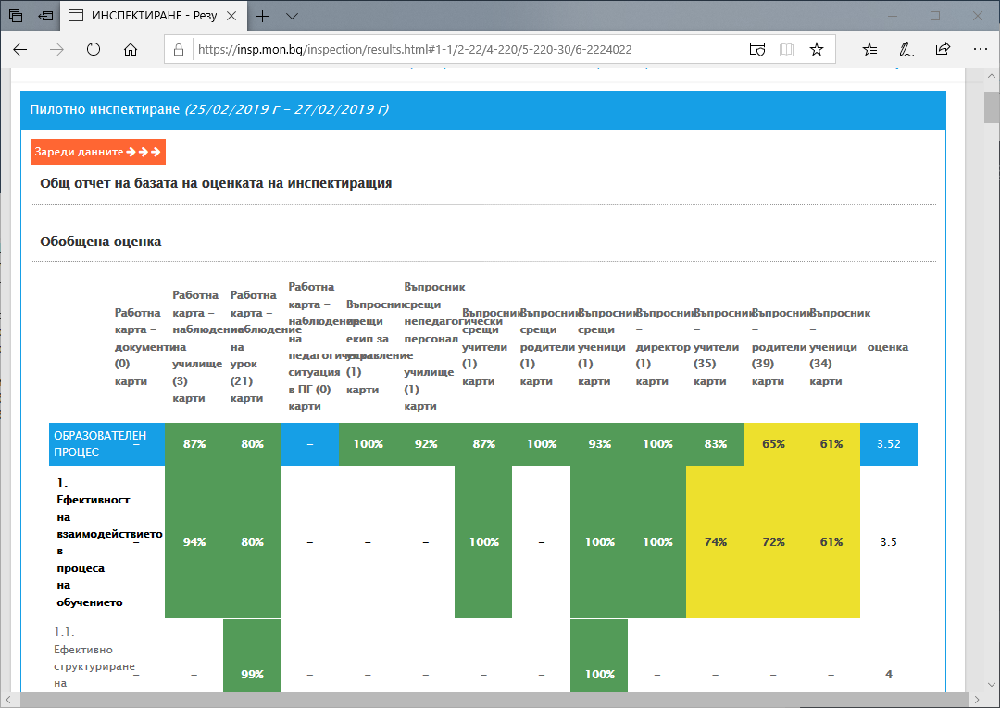 ИНСПЕКТИРАНЕ - Резу
https://insp.mon.bg/inspection/results.html#1-1/2-22/4-220/5-220-30/6-2224022
Пилотно инспектиране (25/02/2019 г – 27/02/2019 г)
Зареди данните
Общ отчет на базата на оценката на инспектиращия
Обобщена оценка
Работна
карта –
документи
(0)
карти
Работна
карта –
наблюдение
на
училище
(3)
карти
Работна
карта –
наблюдение
на
урок
(21)
карти
Работна
карта –
наблюдение
на
педагогическа
ситуация
в ПГ (0)
карти
Въпросник
срещи
екип за
управление
(1)
карти
Въпросник
срещи
непедагогически
персонал
–
училище
(1)
карти
Въпросник
срещи
учители
(1)
карти
Въпросник
срещи
родители
(1)
карти
Въпросник
срещи
ученици
(1)
карти
Въпросник
–
директор
(1)
карти
Въпросник
–
учители
(35)
карти
Въпросник
–
родители
(39)
карти
Въпросник
–
ученици
(34)
карти
оценка
ОБРАЗОВАТЕЛЕН
ПРОЦЕС
– 87% 80% – 100% 92% 87% 100% 93% 100% 83% 65% 61% 3.52
1.
Ефективност
на
взаимодействието
в
процеса
на
обучението
– 94% 80% – – – 100% – 100% 100% 74% 72% 61% 3.5
1.1.
Ефективно
структуриране
на
– – 99% – – – – – 100% – – – – 4